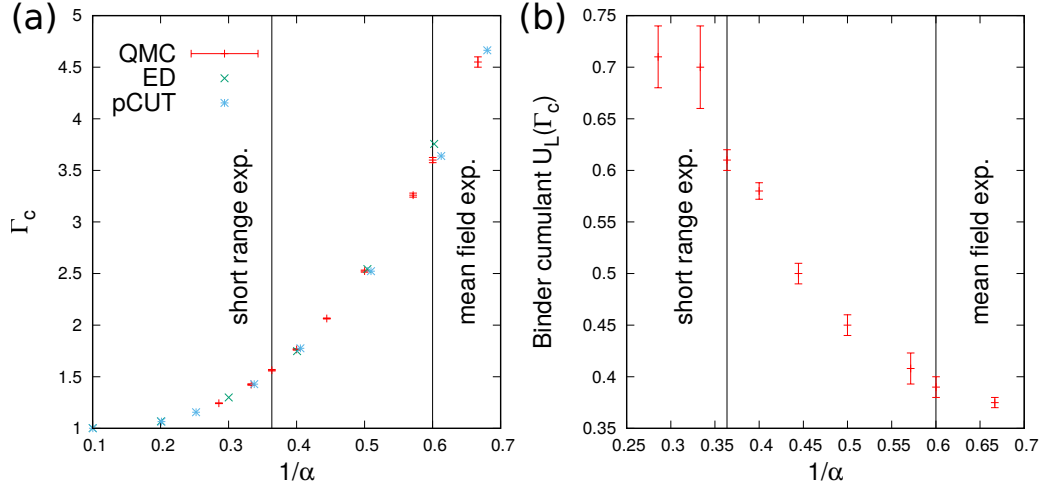 (a)
5
4.5
4
3.5
3
2.5
2
1.5
1
0.1
0.2
0.3
0.4
0.5
0.6
0.7
Γc
1/α
QMC
ED
pCUT
short range exp.
mean field exp.
(b)
0.75
0.7
0.65
0.6
0.55
0.5
0.45
0.4
0.35
0.25
0.3
0.35
0.4
0.45
0.5
0.55
0.6
0.65
0.7
Binder cumulant UL(Γc)
1/α
short range exp.
mean field exp.